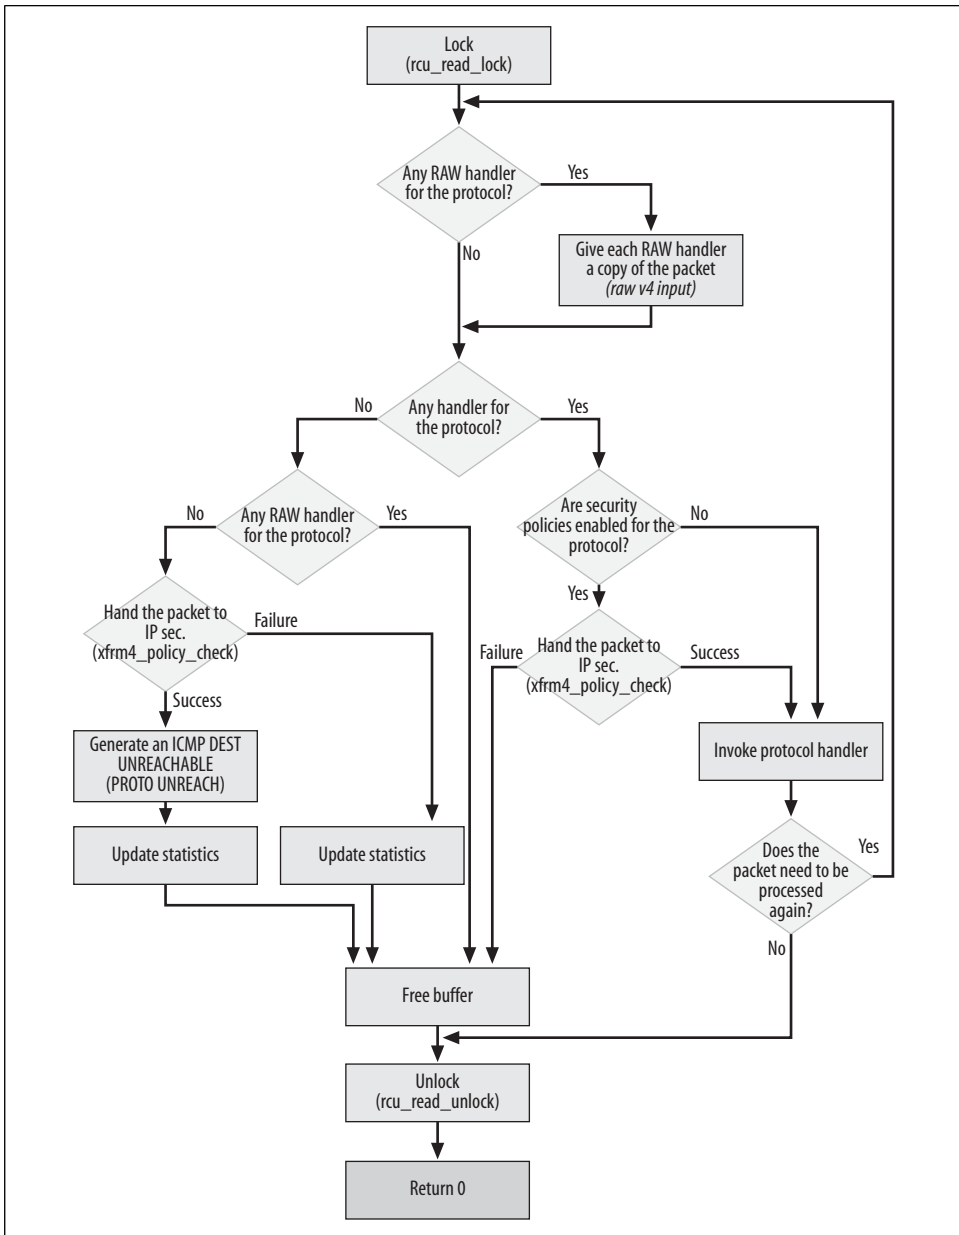 Lock
(rcu_read_lock)
Any RAW handler
for the protocol?
Yes
No
Give each RAW handler
a copy of the packet
(raw v4 input)
No
Any handler for
the protocol?
Yes
No
Any RAW handler
for the protocol?
Yes
Are security
policies enabled for the
protocol?
No
Yes
Hand the packet to
IP sec.
(xfrm4_policy_check)
Failure
Success
Failure
Hand the packet to
IP sec.
(xfrm4_policy_check)
Success
Generate an ICMP DEST
UNREACHABLE
(PROTO UNREACH)
Invoke protocol handler
Update statistics
Update statistics
Does the
packet need to be
processed
again?
Yes
No
Free buffer
Unlock
(rcu_read_unlock)
Return 0